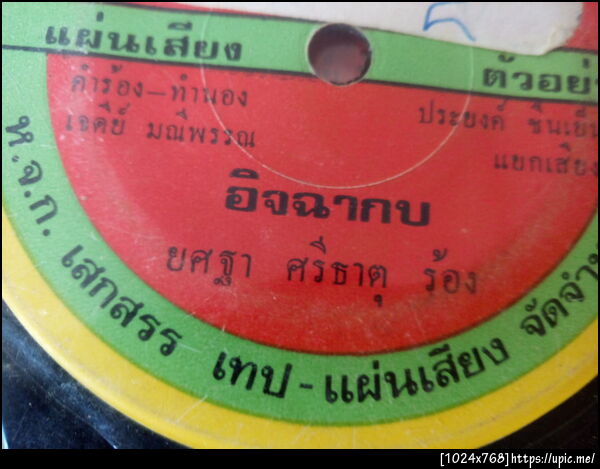 5
แผ่นเสียง
ตัวอย่
คำร้อง-ทำนอง
เจดีย์ มณีพรรณ
ประยงค์ ชื่นเย็น
แยกเสียง
อิจฉากบ
ยศฐา ศรีธาตุ ร้อง
ห.จ.ก. เสกสรร เทป-แผ่นเสียง จัดจำห
[1024x768]https://upic.me/